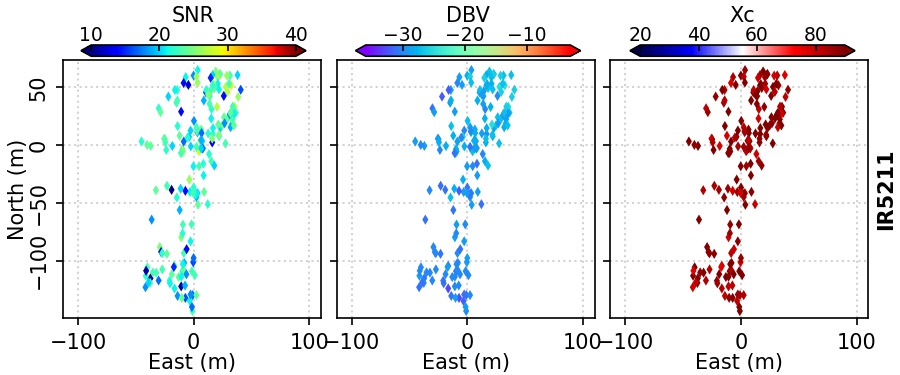 SNR DBV Xc
10 20 30 40 −30 −20 −10 20 40 60 80
50
0
−50
−100
North (m)
IR5211
−100 0 100 −100 0 100 −100 0 100
East (m) East (m) East (m)